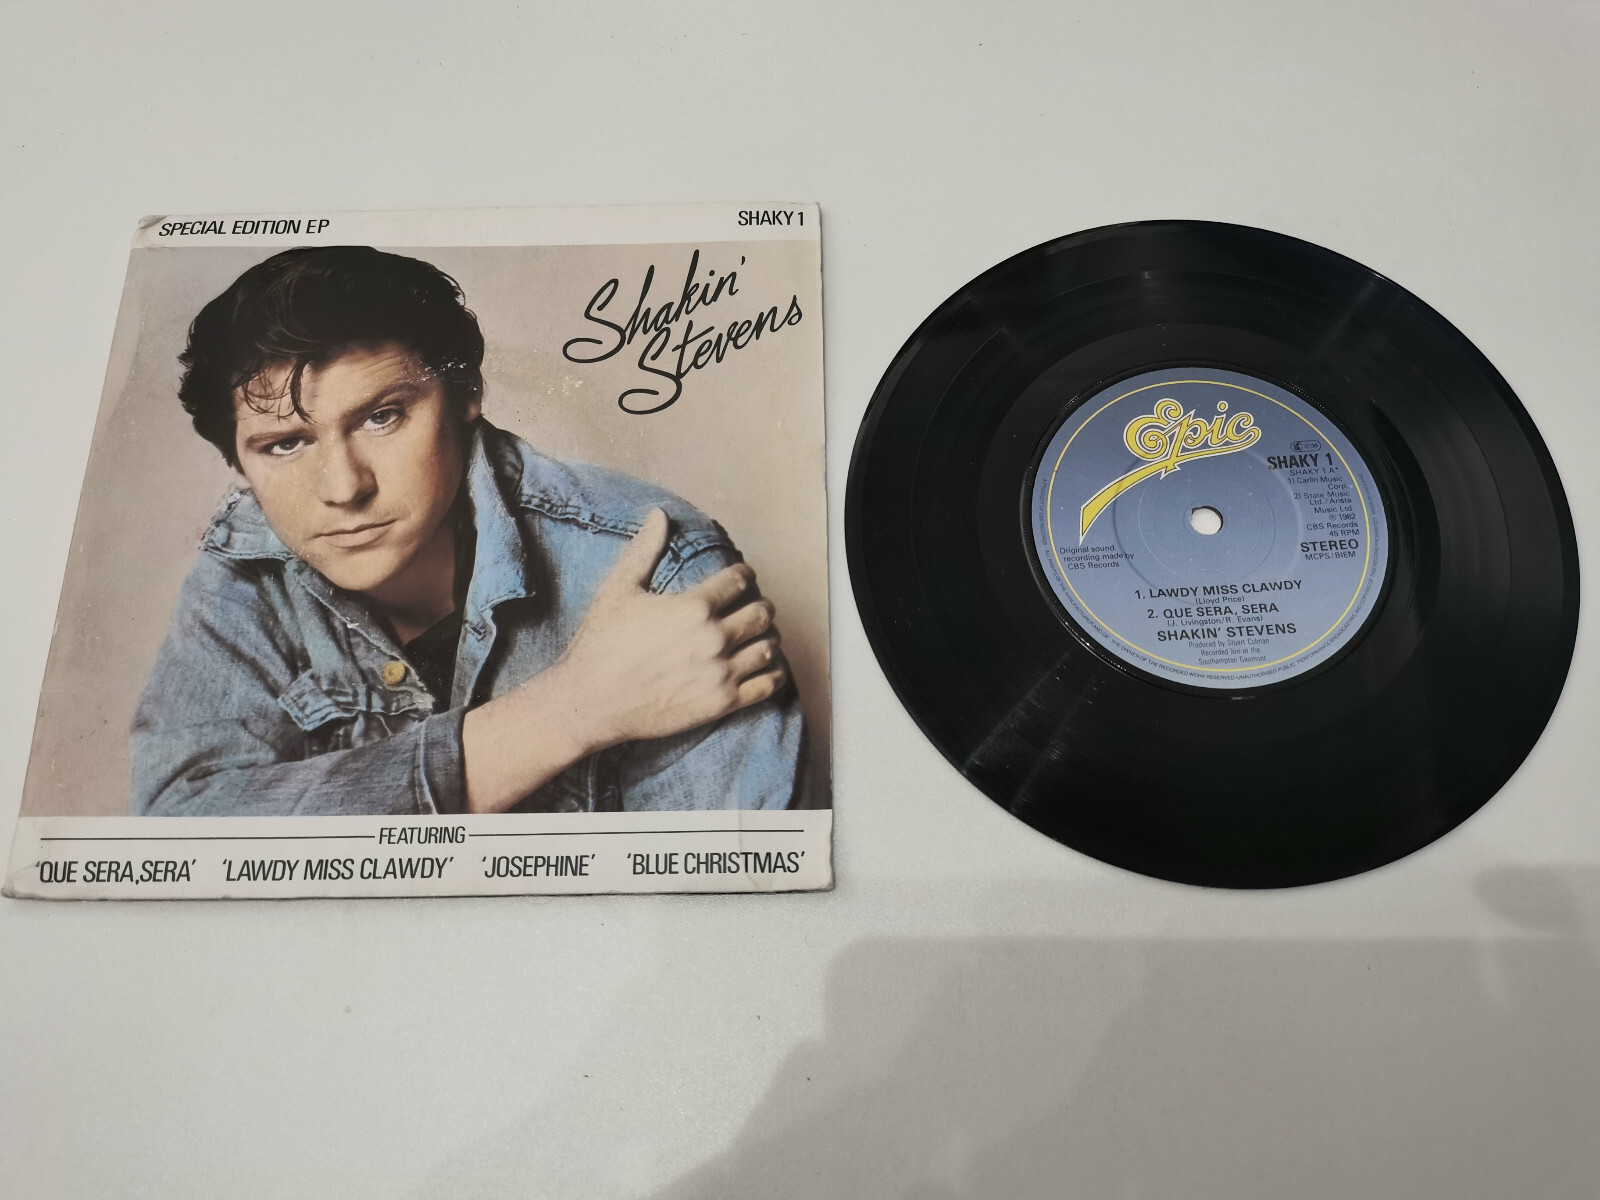 SPECIAL EDITION EP
SHAKY 1
Shakin'
Stevens
FEATURING
'QUE SERA,SERA' 'LAWDY MISS CLAWDY' 'JOSEPHINE' 'BLUE CHRISTMAS'
Epic
SHAKY 1
SHAKY 1 A*
1) Carlin Music
Corp.
2) State Music
Ltd./Arista
Music Ltd.
℗ 1982
CBS Records
45 RPM
STEREO
MCPS/BIEM
Original sound
recording made by
CBS Records
1. LAWDY MISS CLAWDY
(Lloyd Price)
2. QUE SERA, SERA
(J. Livingston/R. Evans)
SHAKIN' STEVENS
Produced by Stuart Colman
Recorded live at the
Southampton Gaumont